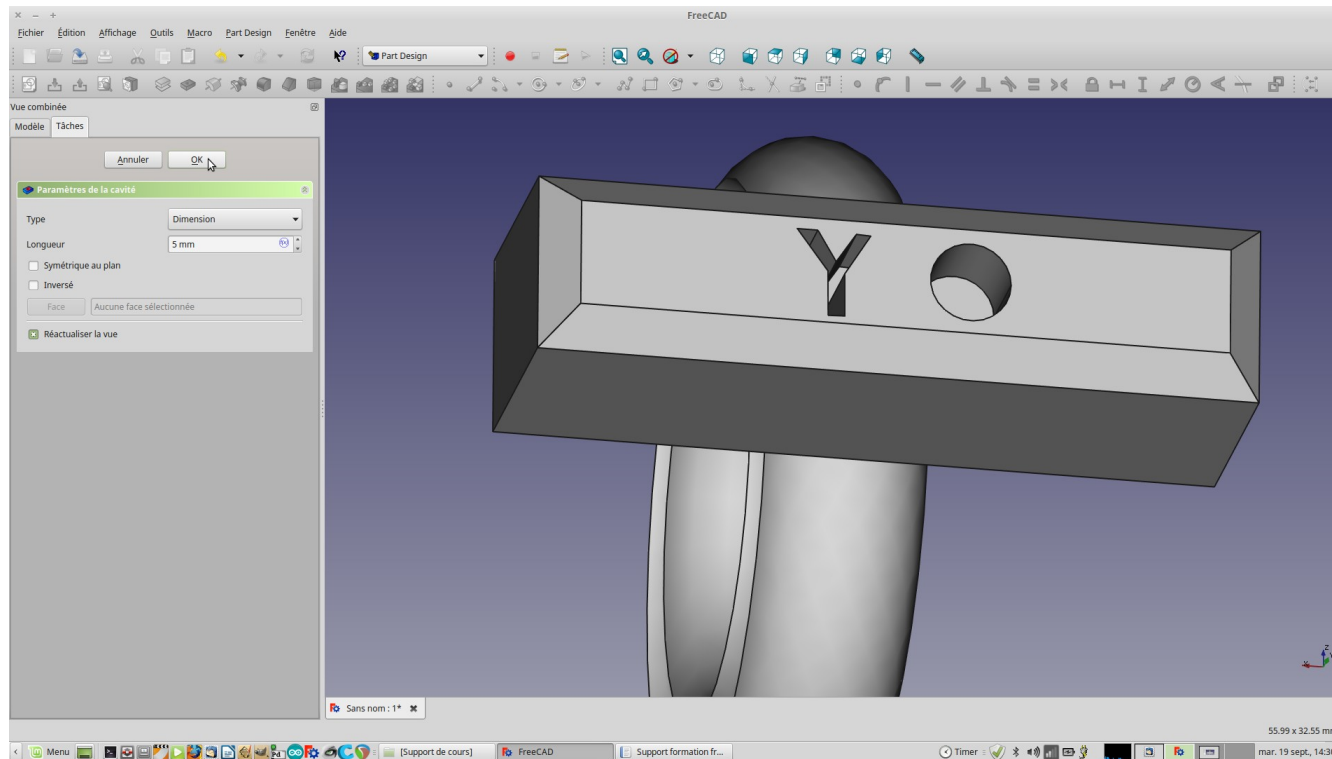 FreeCAD
Fichier Édition Affichage Outils Macro Part Design Fenêtre Aide
Part Design
Vue combinée
Modèle Tâches
Annuler OK
Paramètres de la cavité
Type Dimension
Longueur 5 mm
Symétrique au plan
Inversé
Face Aucune face sélectionnée
Réactualiser la vue
Y O
Sans nom : 1*
55.99 x 32.55 mm
Menu [Support de cours] FreeCAD Support formation fr... Timer mar. 19 sept., 14:30